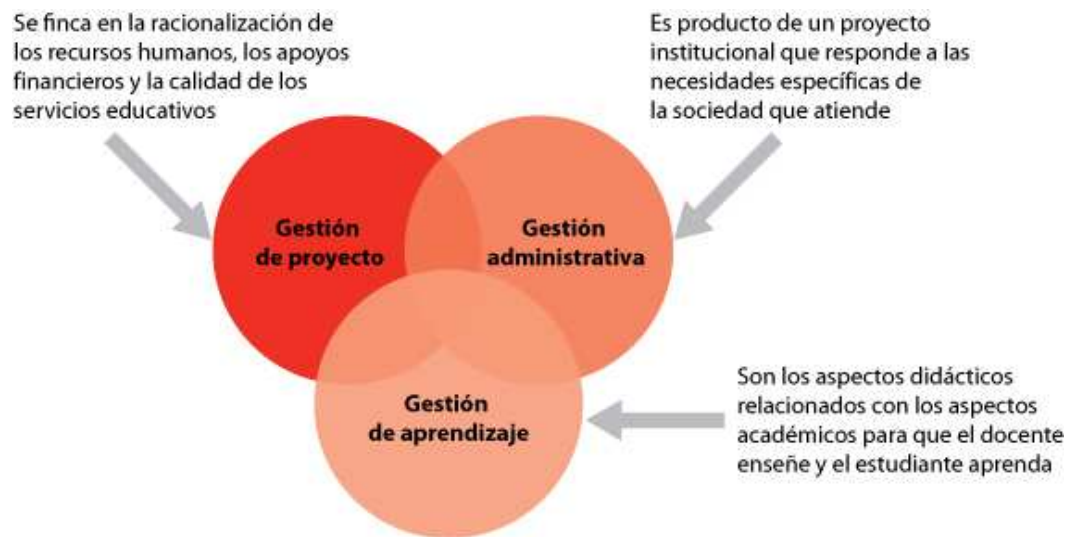 Se finca en la racionalización de
los recursos humanos, los apoyos
financieros y la calidad de los
servicios educativos
Es producto de un proyecto
institucional que responde a las
necesidades específicas de
la sociedad que atiende
Gestión
de proyecto
Gestión
administrativa
Gestión
de aprendizaje
Son los aspectos didácticos
relacionados con los aspectos
académicos para que el docente
enseñe y el estudiante aprenda